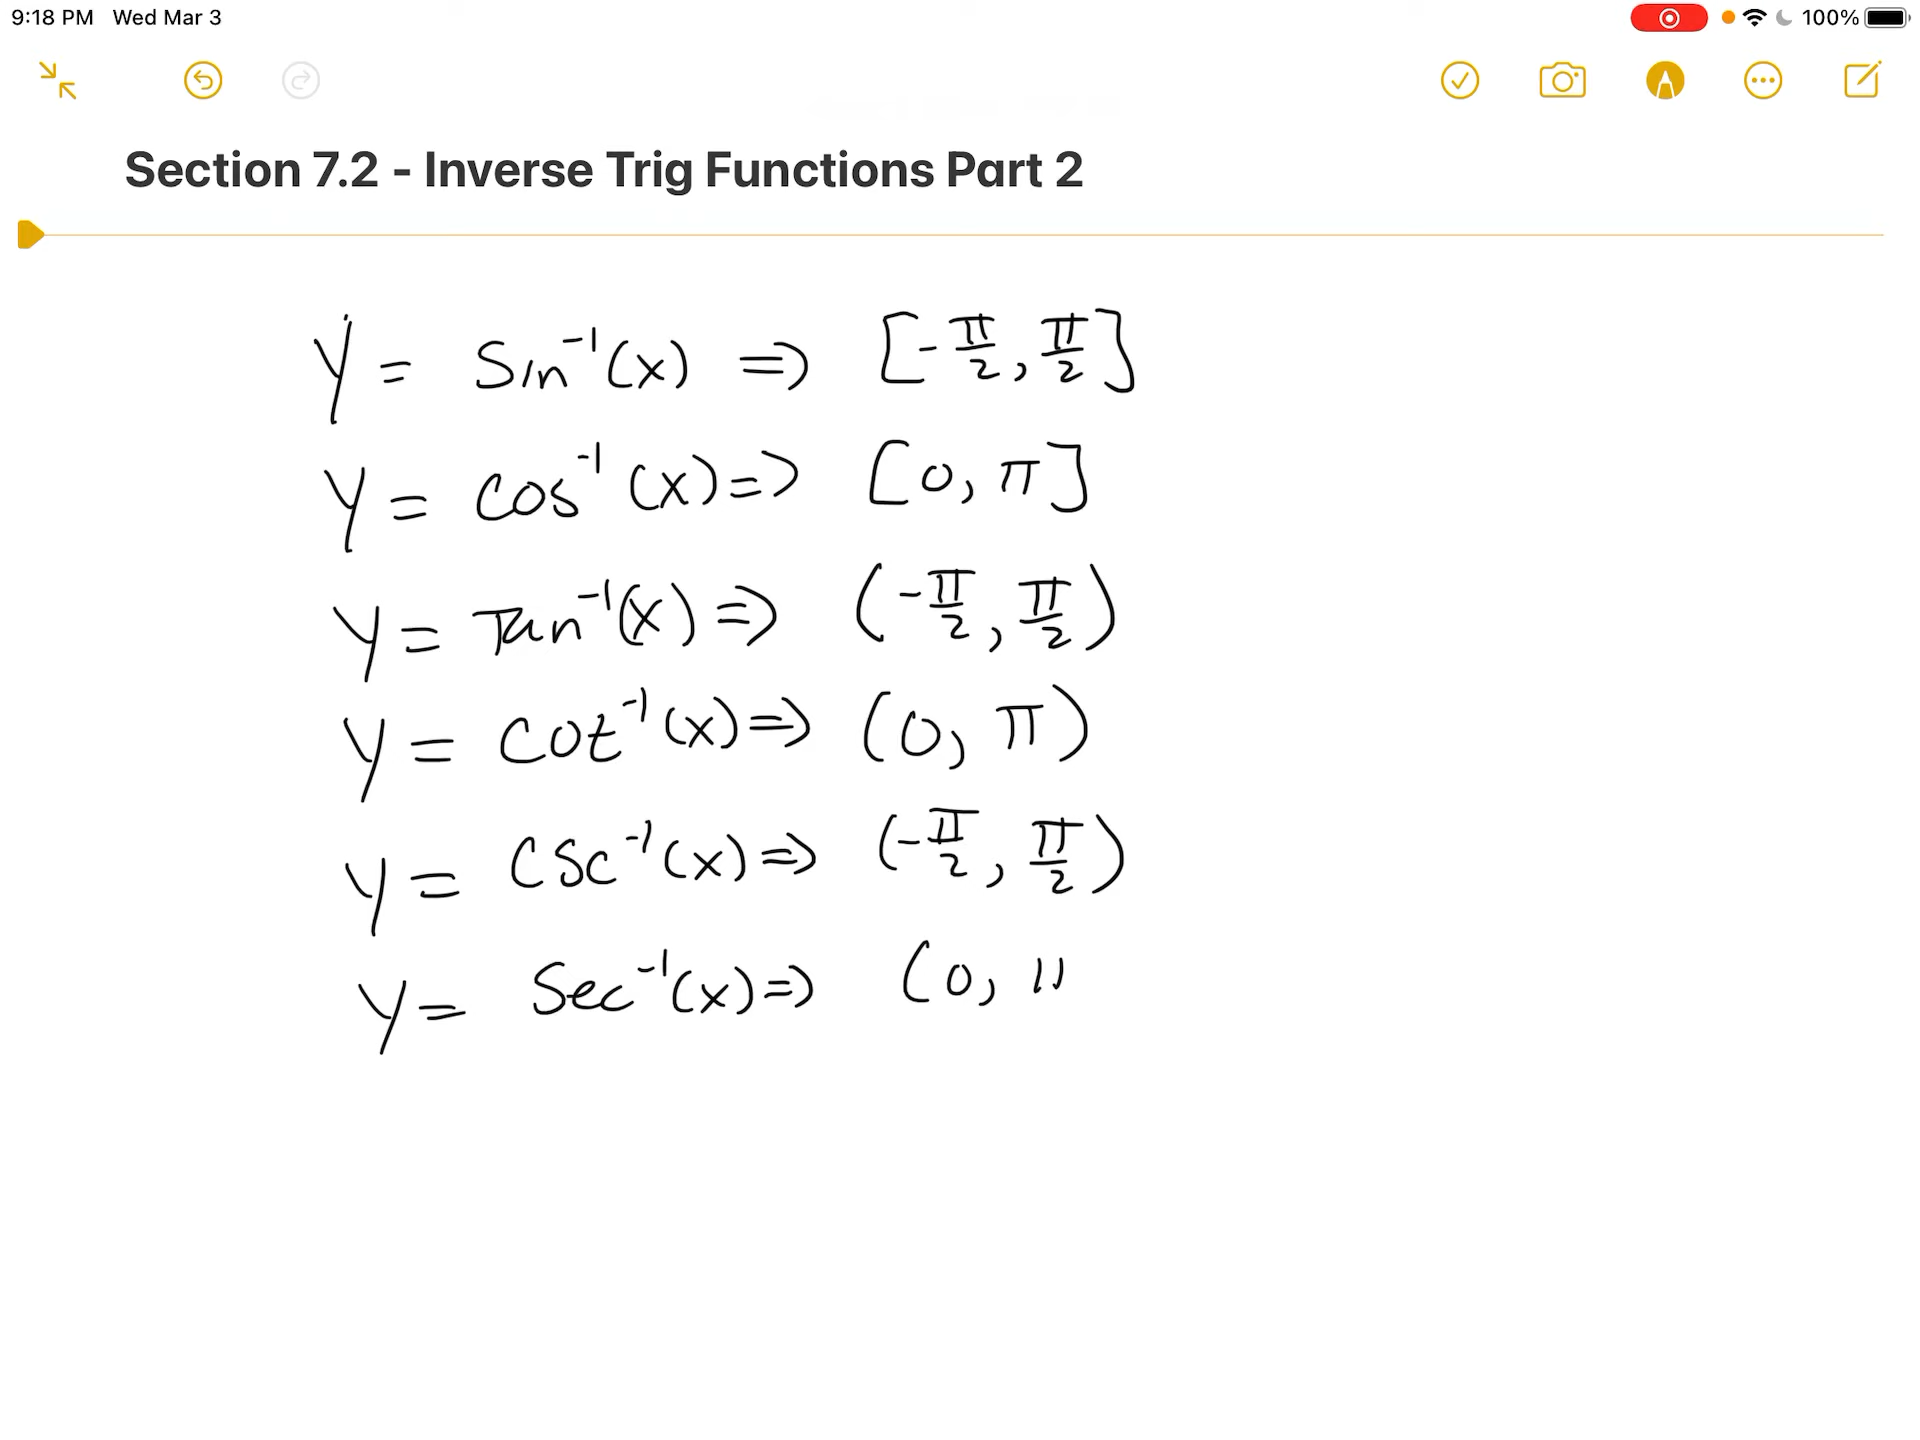 9:18 PM Wed Mar 3 100%
Section 7.2 - Inverse Trig Functions Part 2
y = sin⁻¹(x) => [-π/2, π/2]
y = cos⁻¹(x) => [0, π]
y = Tan⁻¹(x) => (-π/2, π/2)
y = cot⁻¹(x) => (0, π)
y = csc⁻¹(x) => (-π/2, π/2)
y = sec⁻¹(x) => (0,